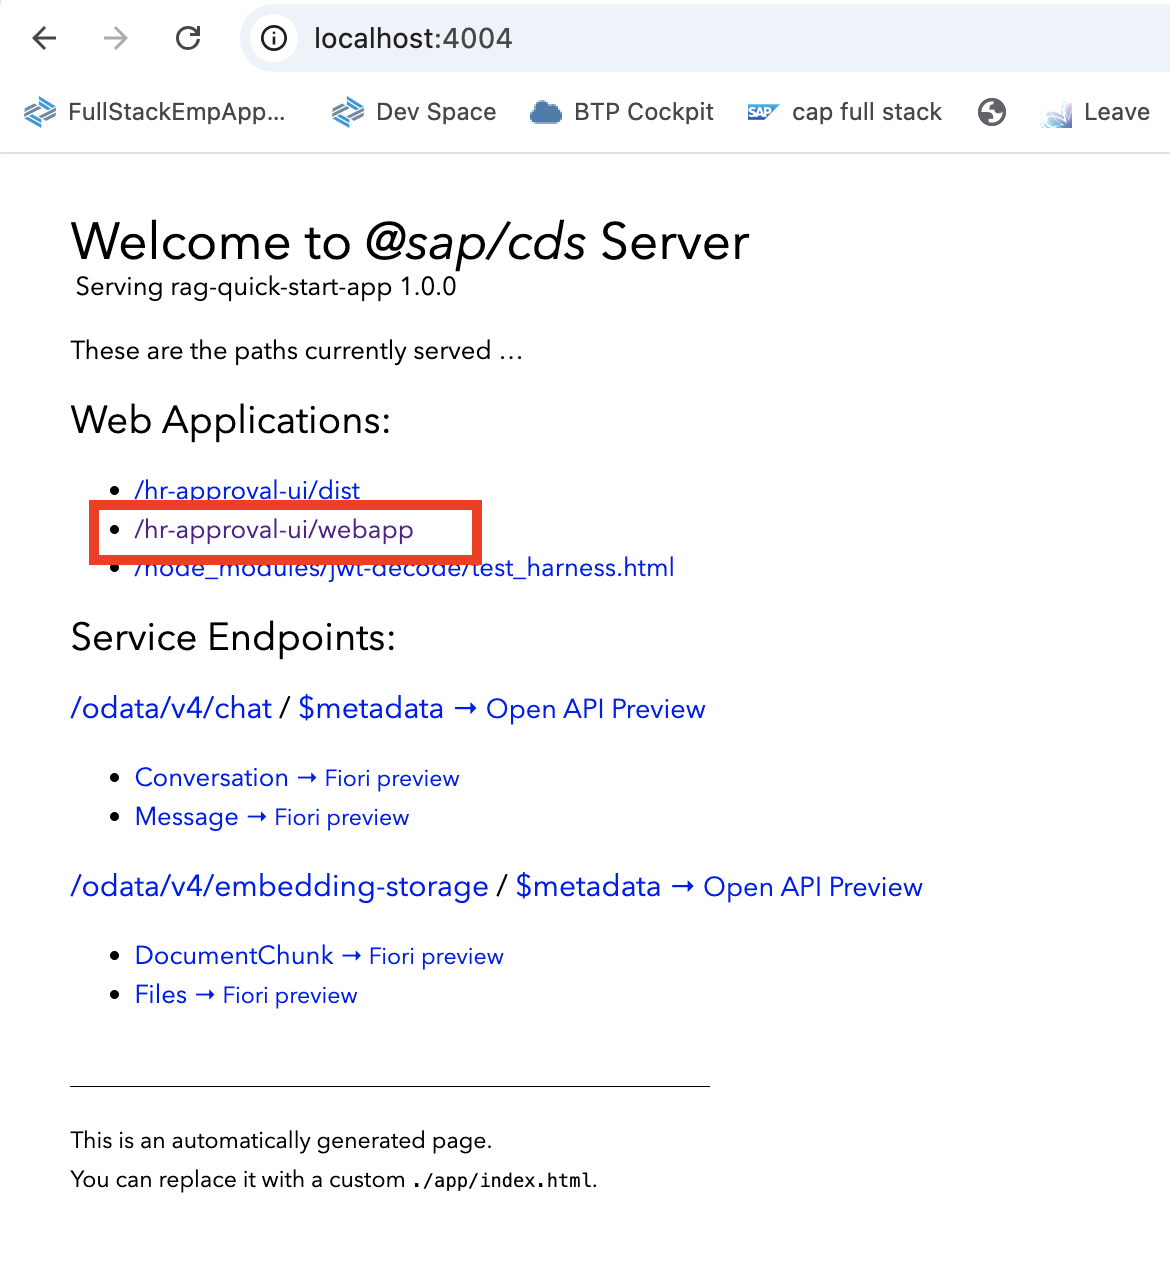 localhost:4004
FullStackEmpApp... Dev Space BTP Cockpit SAP cap full stack Leave
Welcome to @sap/cds Server
Serving rag-quick-start-app 1.0.0
These are the paths currently served …
Web Applications:
/hr-approval-ui/dist
/hr-approval-ui/webapp
/node_modules/jwt-decode/test_harness.html
Service Endpoints:
/odata/v4/chat / $metadata → Open API Preview
Conversation → Fiori preview
Message → Fiori preview
/odata/v4/embedding-storage / $metadata → Open API Preview
DocumentChunk → Fiori preview
Files → Fiori preview
This is an automatically generated page.
You can replace it with a custom ./app/index.html.